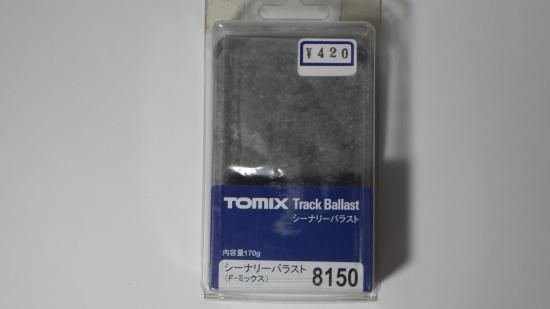 ¥420
TOMIX Track Ballast
シーナリーバラスト
内容量170g
シーナリーバラスト
(F・ミックス)
8150